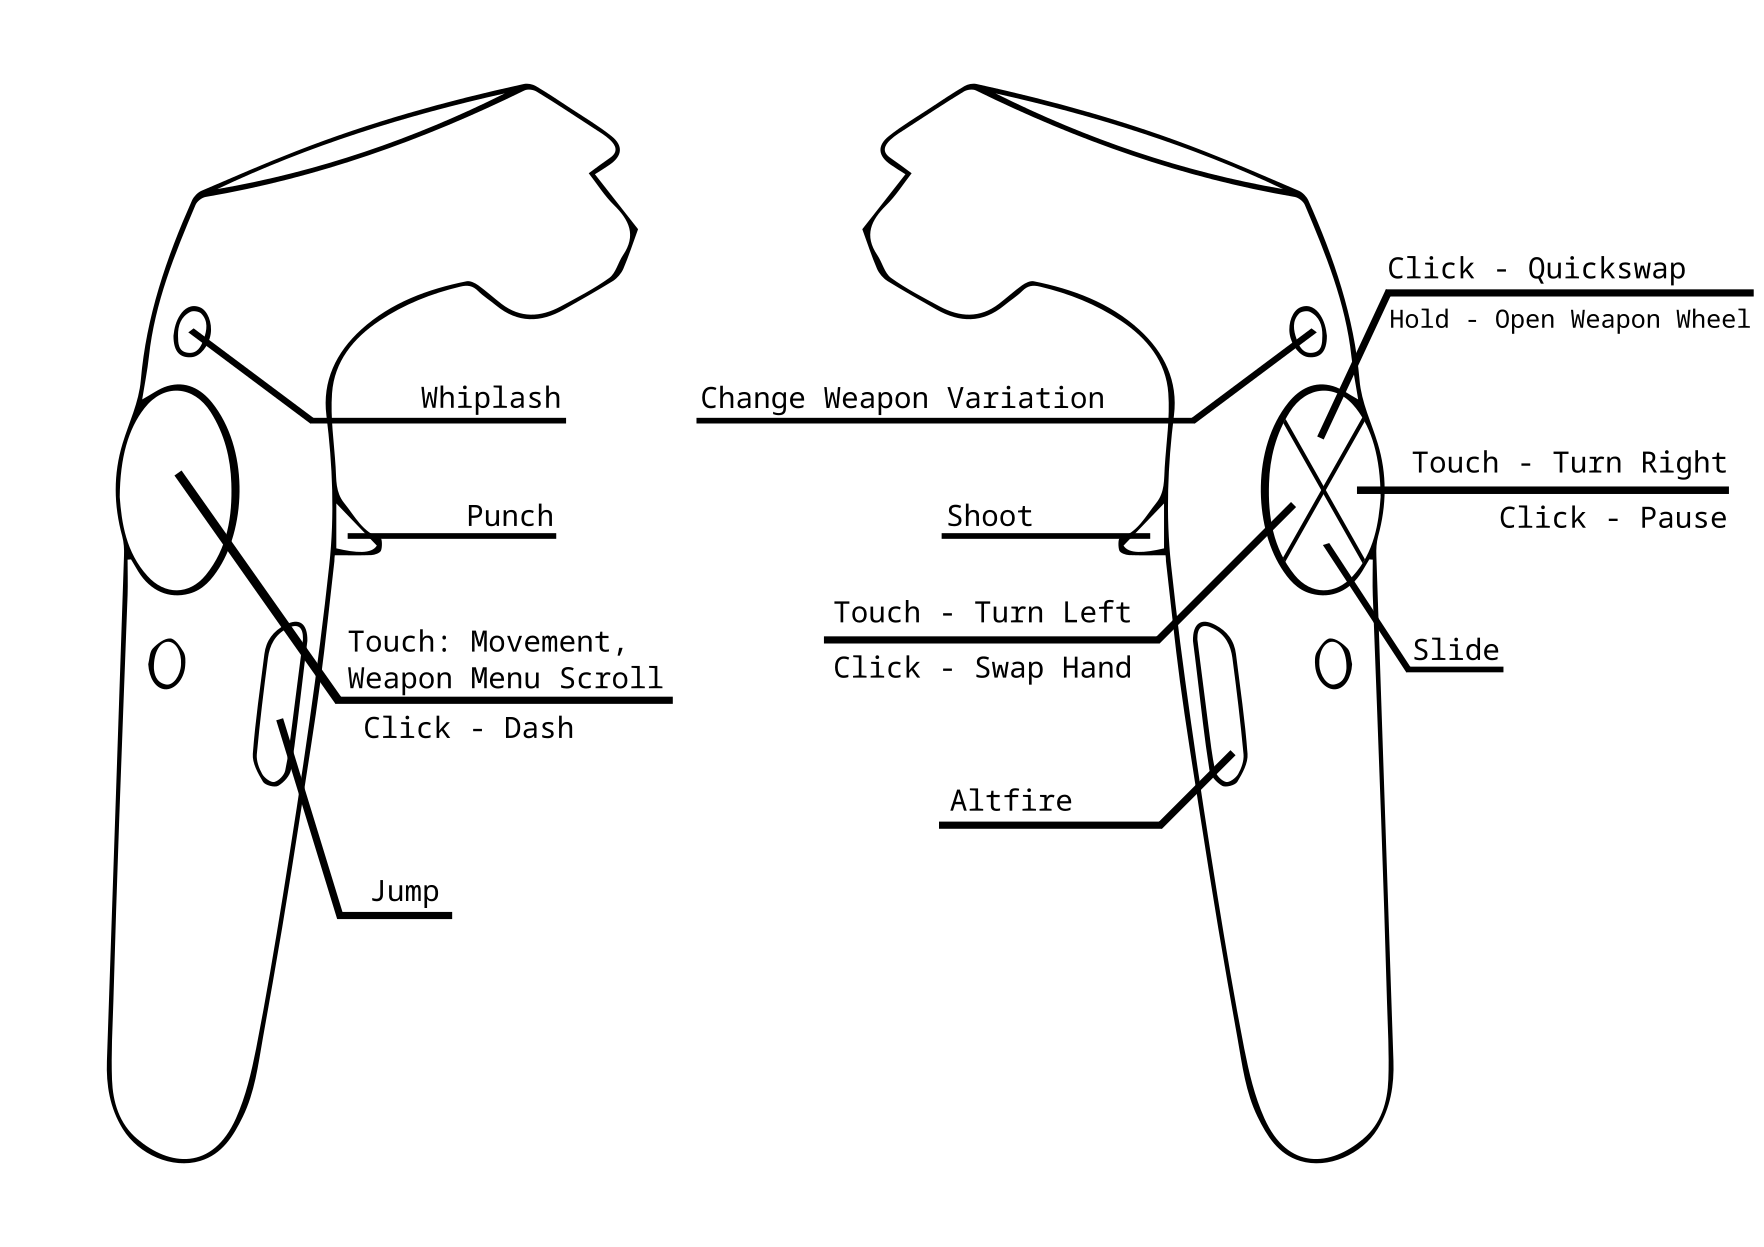 Whiplash
Punch
Touch: Movement,
Weapon Menu Scroll
Click - Dash
Jump
Change Weapon Variation
Shoot
Touch - Turn Left
Click - Swap Hand
Altfire
Click - Quickswap
Hold - Open Weapon Wheel
Touch - Turn Right
Click - Pause
Slide